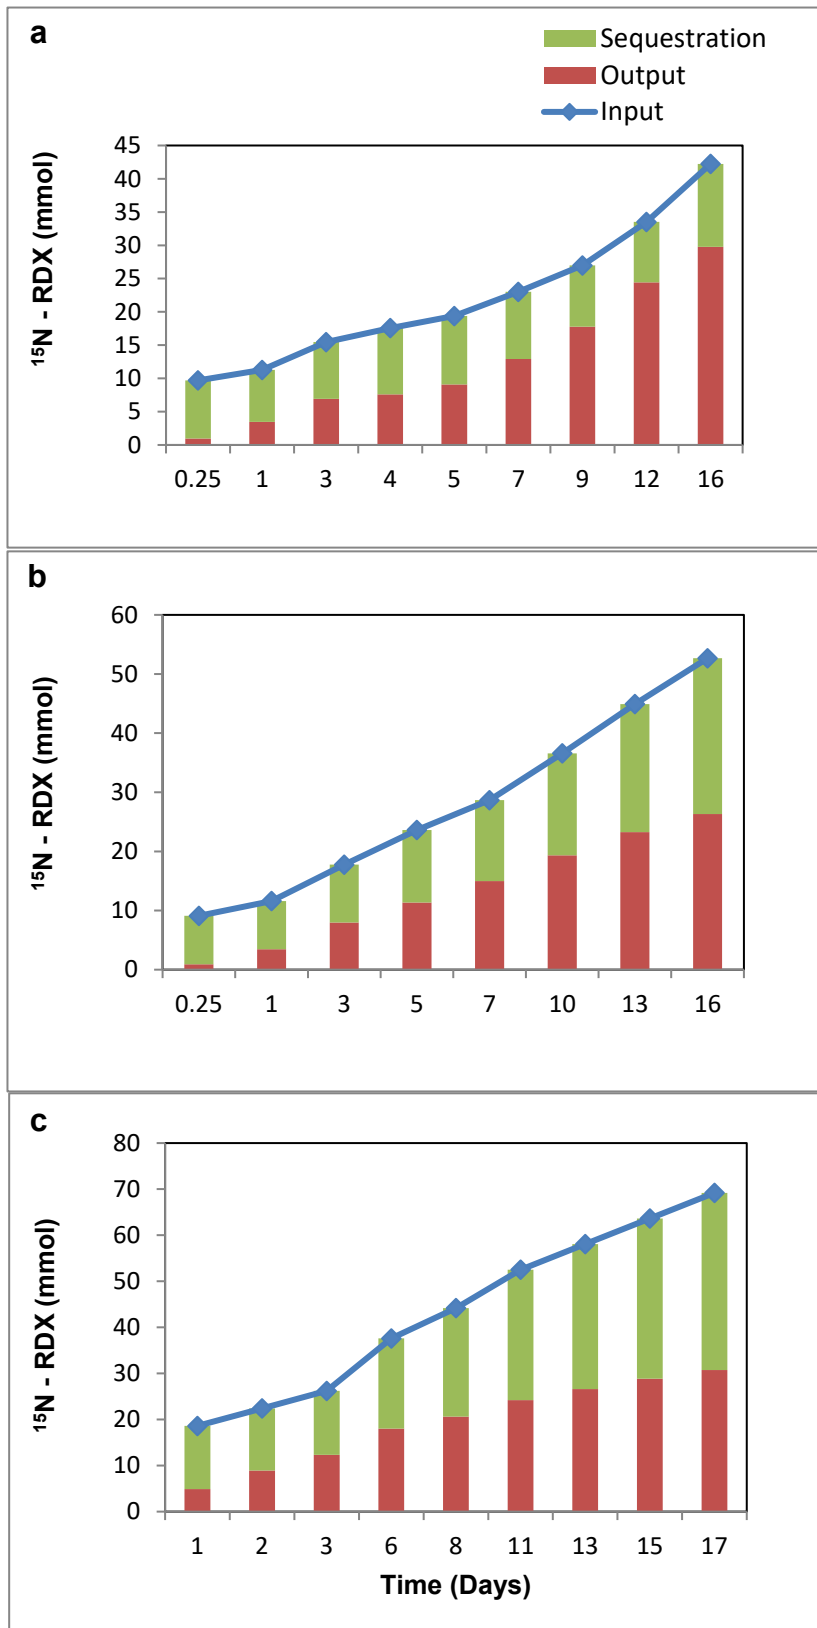 a
Sequestration
Output
Input
45
40
35
30
25
20
15
10
5
0
¹⁵N - RDX (mmol)
0.25 1 3 4 5 7 9 12 16
b
60
50
40
30
20
10
0
¹⁵N - RDX (mmol)
0.25 1 3 5 7 10 13 16
c
80
70
60
50
40
30
20
10
0
¹⁵N - RDX (mmol)
1 2 3 6 8 11 13 15 17
Time (Days)